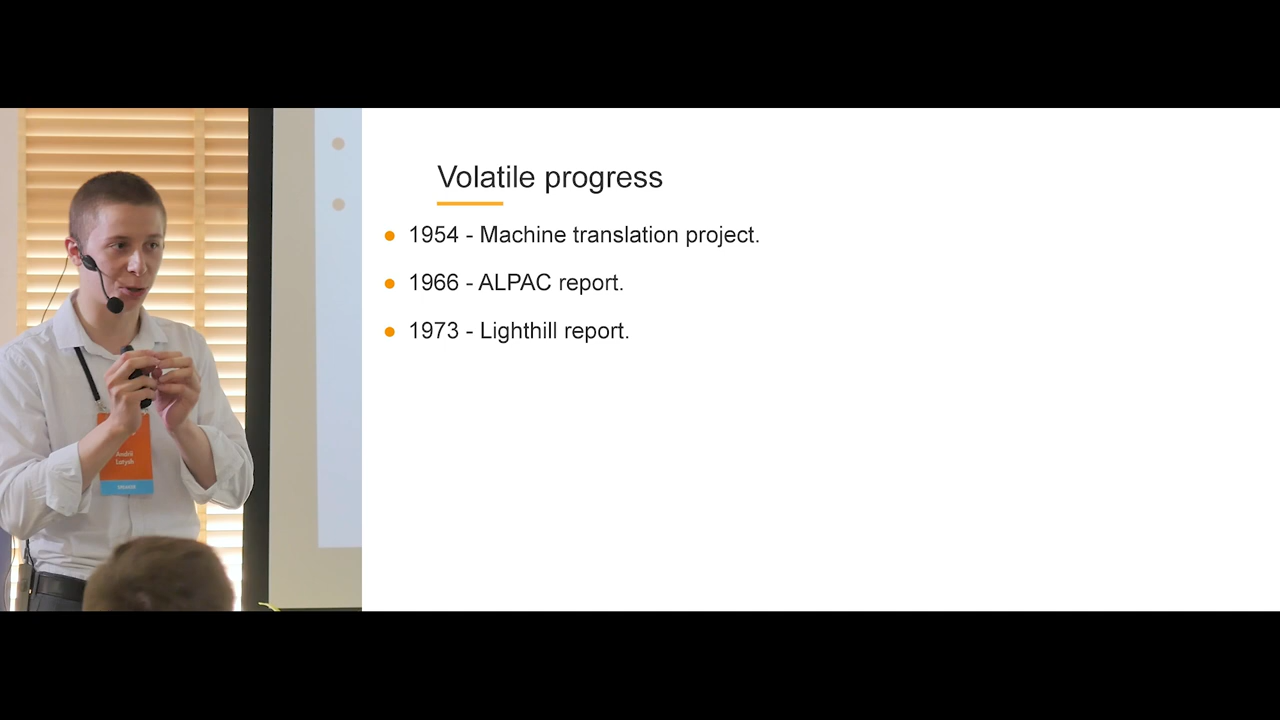 Volatile progress
1954 - Machine translation project.
1966 - ALPAC report.
1973 - Lighthill report.